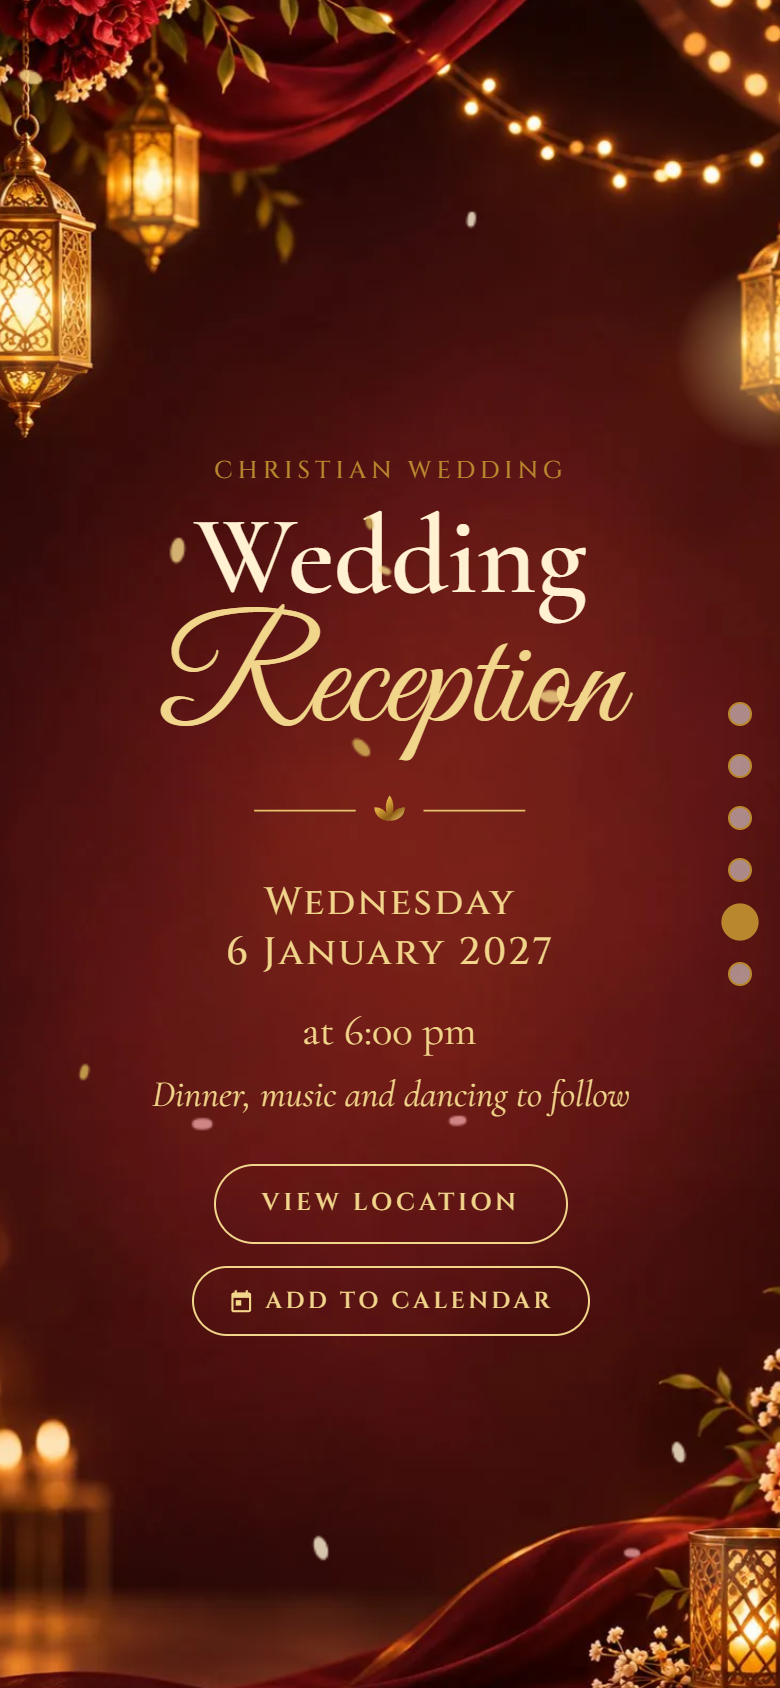 CHRISTIAN WEDDING
Wedding
Reception
Wednesday
6 January 2027
at 6:00 pm
Dinner, music and dancing to follow
VIEW LOCATION
ADD TO CALENDAR